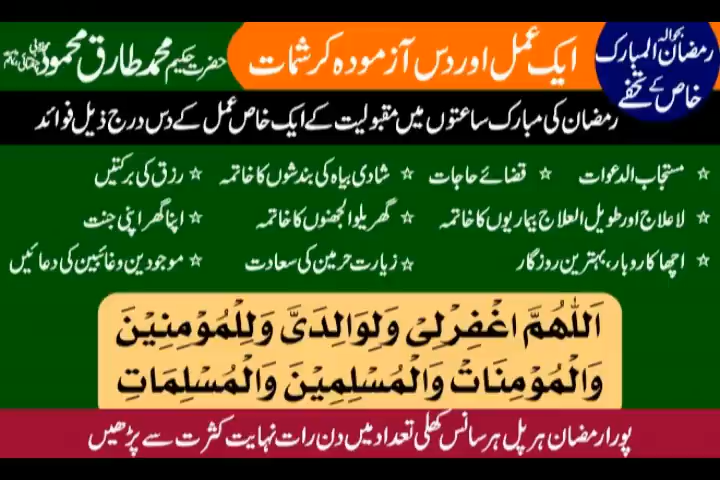 بحوالہ
رمضان المبارک
خاص کے تحفے
ایک عمل اور دس آزمودہ کرشمات
حضرت حکیم محمد طارق محمود
رمضان کی مبارک ساعتوں میں مقبولیت کے ایک خاص عمل کے دس درج ذیل فوائد
☆ مستجاب الدعوات ☆ قضائے حاجات ☆ شادی بیاہ کی بندشوں کا خاتمہ ☆ رزق کی برکتیں
☆ لاعلاج اور طویل العلاج بیماریوں کا خاتمہ ☆ گھریلو الجھنوں کا خاتمہ ☆ اپنا گھر اپنی جنت
☆ اچھا کاروبار، بہترین روزگار ☆ زیارت حرمین کی سعادت ☆ موجودین و غائبین کی دعائیں
اَللّٰهُمَّ اغْفِرْلِیْ وَلِوَالِدَیَّ وَلِلْمُؤْمِنِیْنَ
وَالْمُؤْمِنَاتْ وَالْمُسْلِمِیْنَ وَالْمُسْلِمَاتِ
پورا رمضان ہر پل ہر سانس کھلی تعداد میں دن رات نہایت کثرت سے پڑھیں